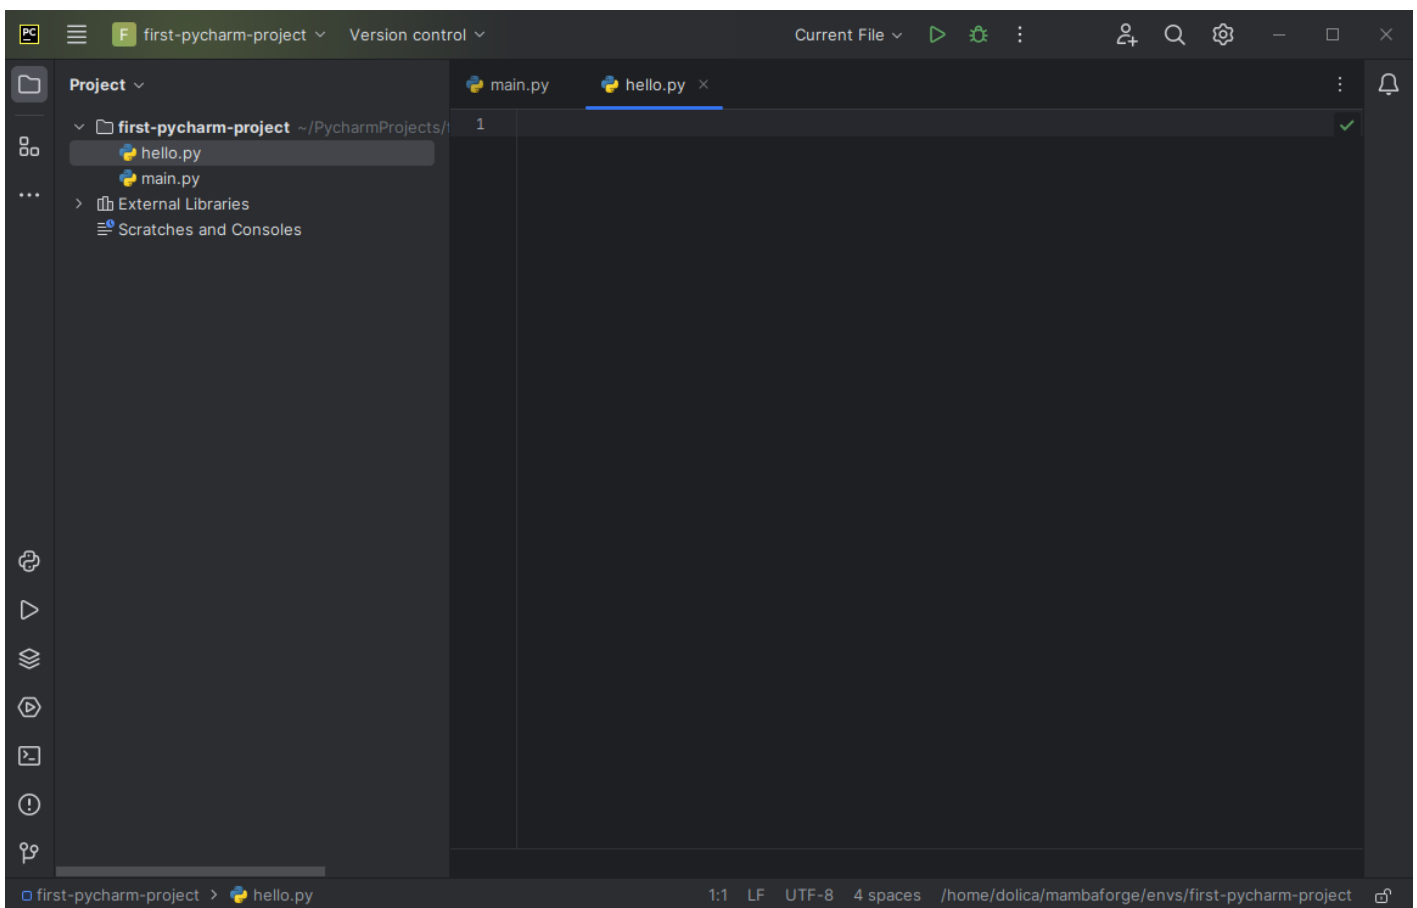 PC
F first-pycharm-project Version control Current File
Project
first-pycharm-project ~/PycharmProjects/
hello.py
main.py
External Libraries
Scratches and Consoles
main.py hello.py
1
first-pycharm-project > hello.py 1:1 LF UTF-8 4 spaces /home/dolica/mambaforge/envs/first-pycharm-project